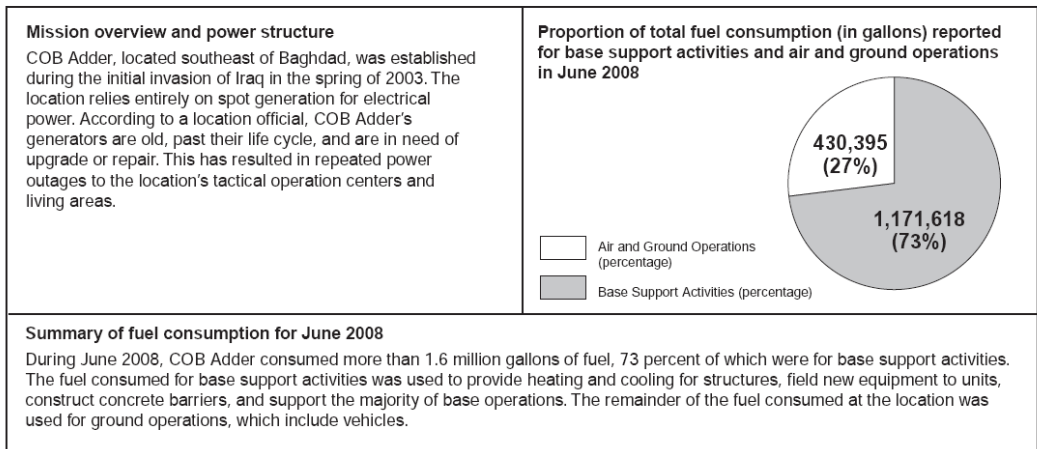 Mission overview and power structure
COB Adder, located southeast of Baghdad, was established
during the initial invasion of Iraq in the spring of 2003. The
location relies entirely on spot generation for electrical
power. According to a location official, COB Adder's
generators are old, past their life cycle, and are in need of
upgrade or repair. This has resulted in repeated power
outages to the location's tactical operation centers and
living areas.
Proportion of total fuel consumption (in gallons) reported
for base support activities and air and ground operations
in June 2008
430,395
(27%)
1,171,618
(73%)
Air and Ground Operations
(percentage)
Base Support Activities (percentage)
Summary of fuel consumption for June 2008
During June 2008, COB Adder consumed more than 1.6 million gallons of fuel, 73 percent of which were for base support activities.
The fuel consumed for base support activities was used to provide heating and cooling for structures, field new equipment to units,
construct concrete barriers, and support the majority of base operations. The remainder of the fuel consumed at the location was
used for ground operations, which include vehicles.